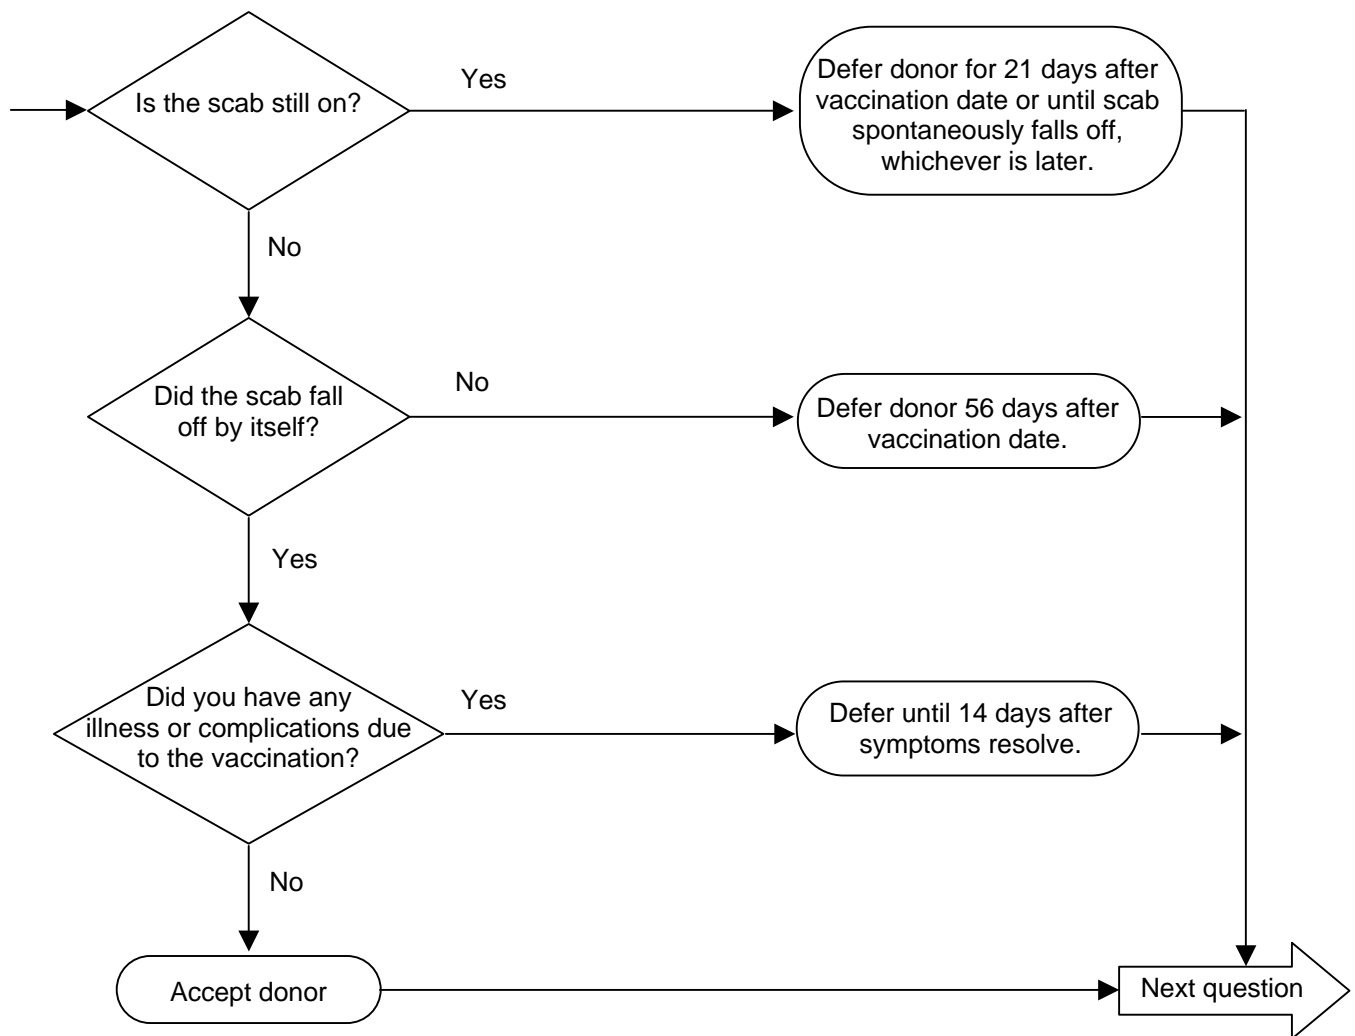 Is the scab still on?
Yes
Defer donor for 21 days after
vaccination date or until scab
spontaneously falls off,
whichever is later.
No
Did the scab fall
off by itself?
No
Defer donor 56 days after
vaccination date.
Yes
Did you have any
illness or complications due
to the vaccination?
Yes
Defer until 14 days after
symptoms resolve.
No
Accept donor
Next question